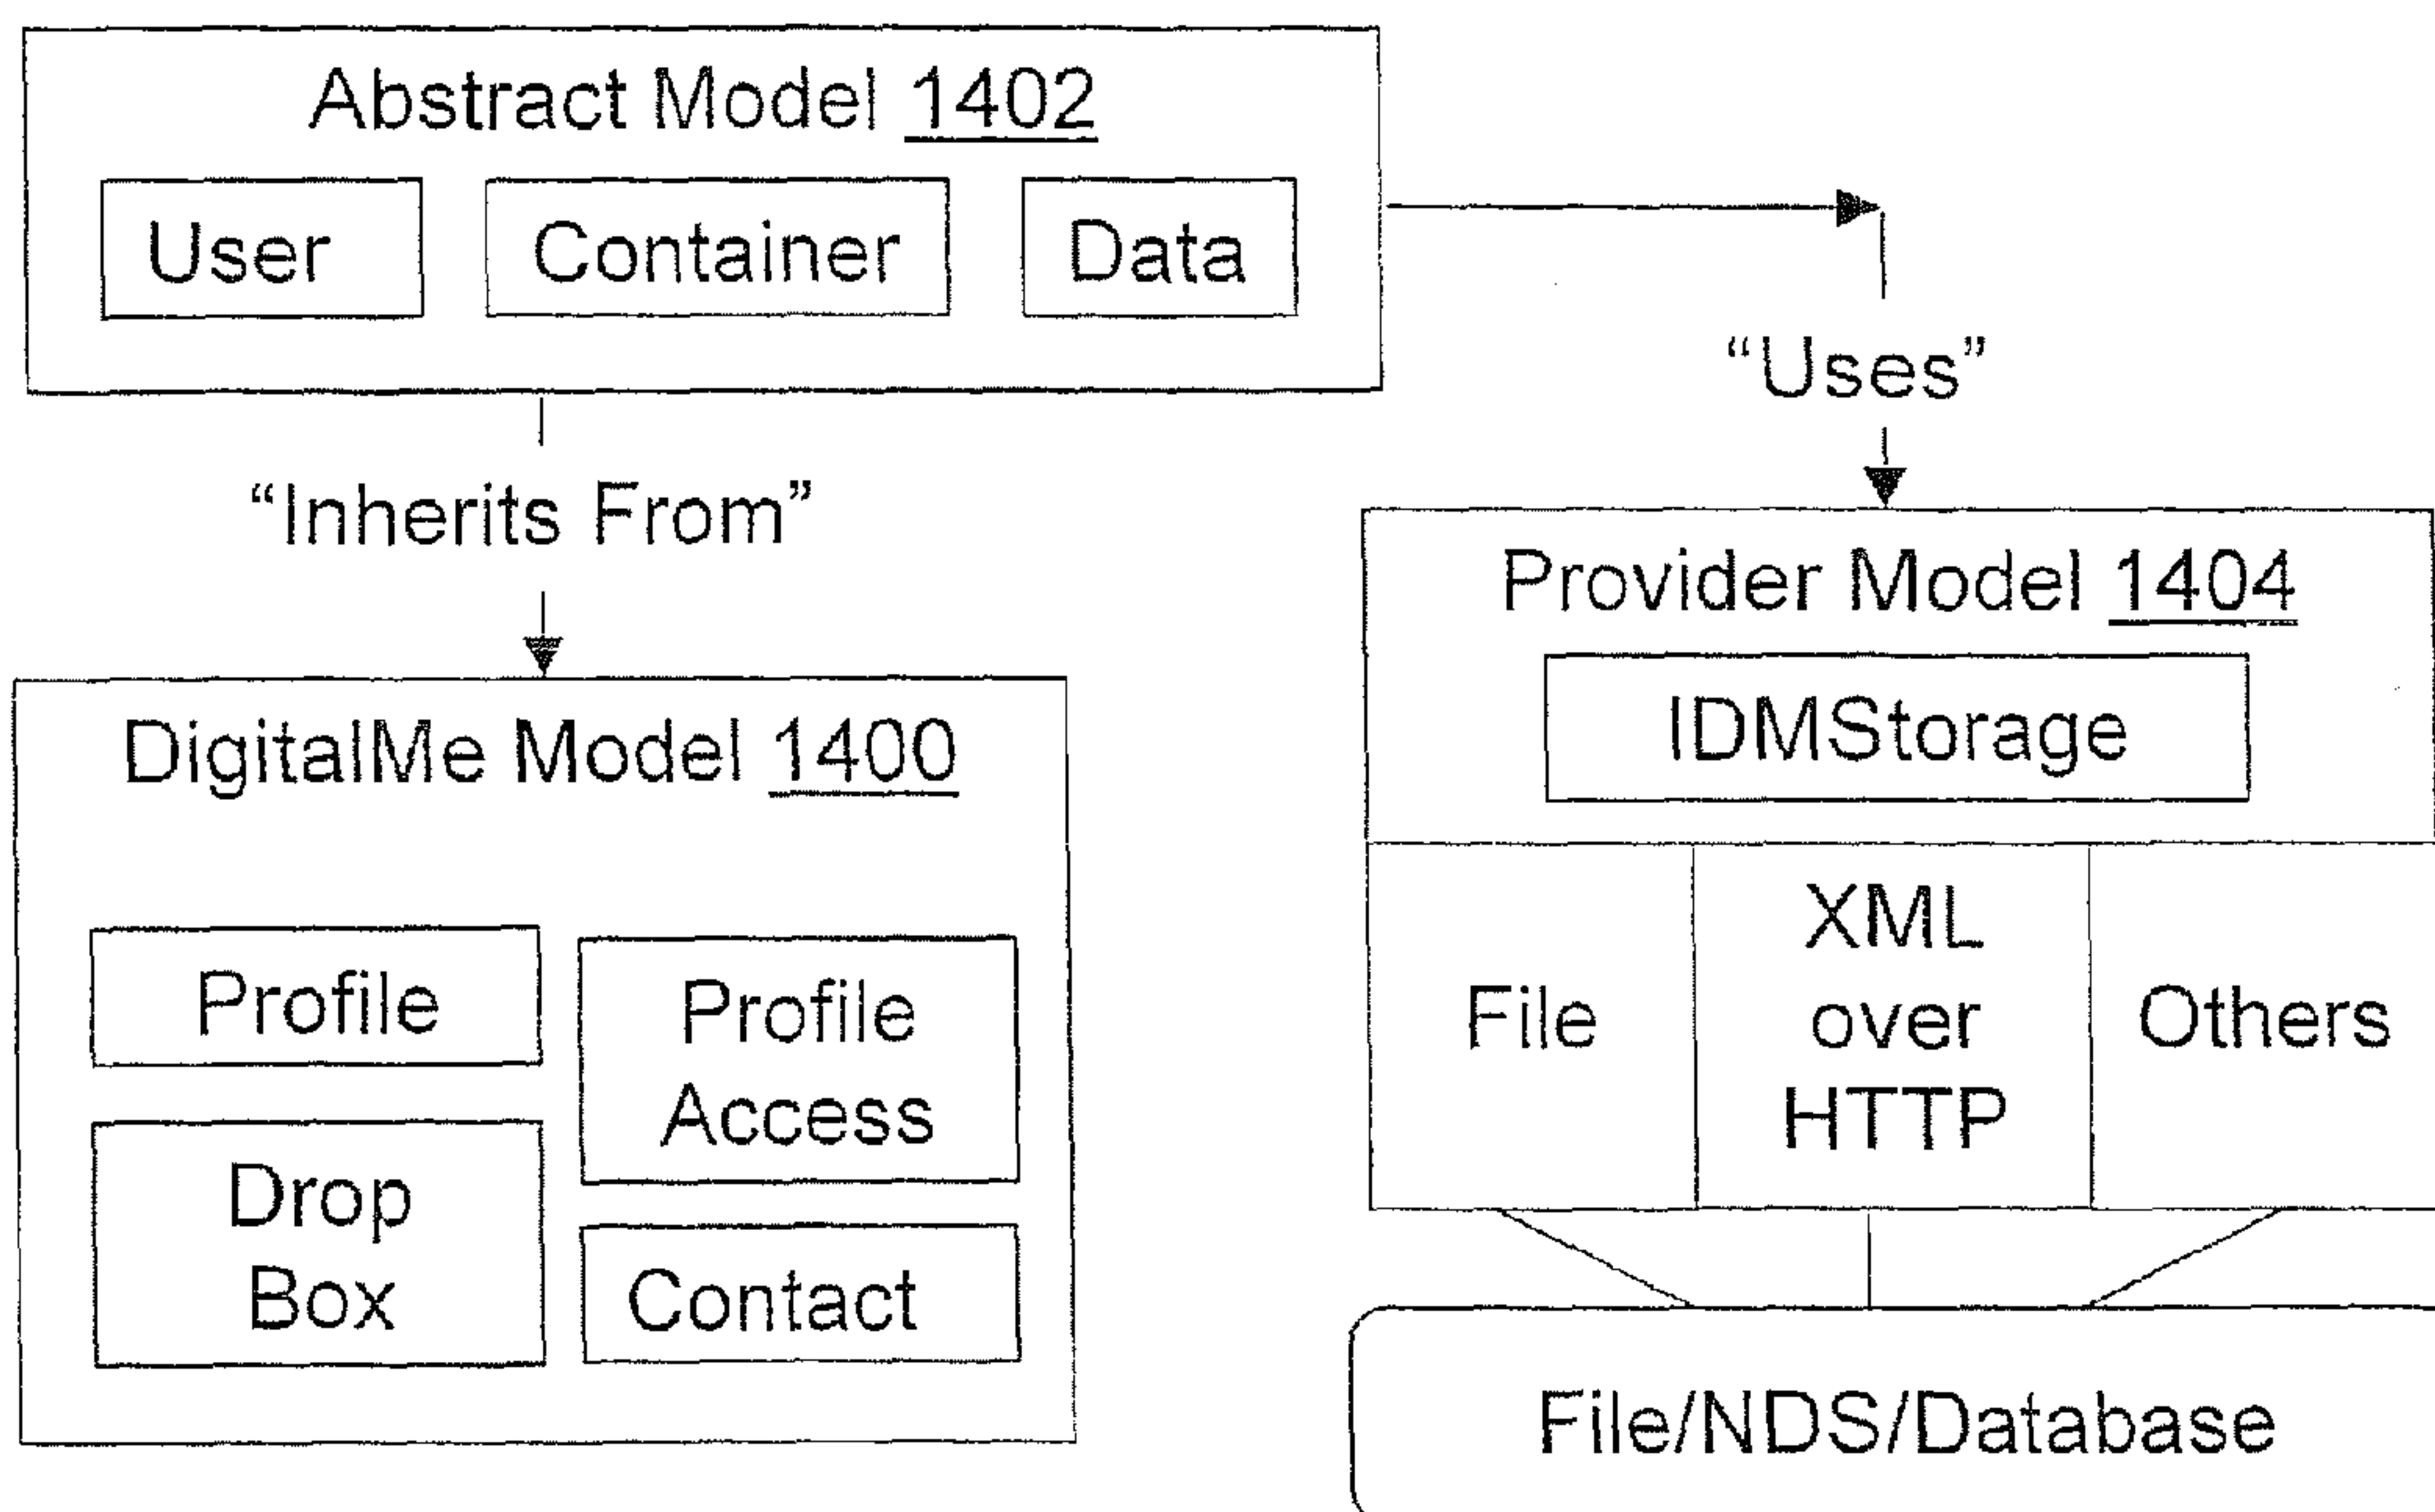 Abstract Model 1402
User
Container
Data
“Uses”
“Inherits From”
Provider Model 1404
IDMStorage
DigitalMe Model 1400
File
XML
over
HTTP
Others
Profile
Profile
Access
Drop
Box
Contact
File/NDS/Database